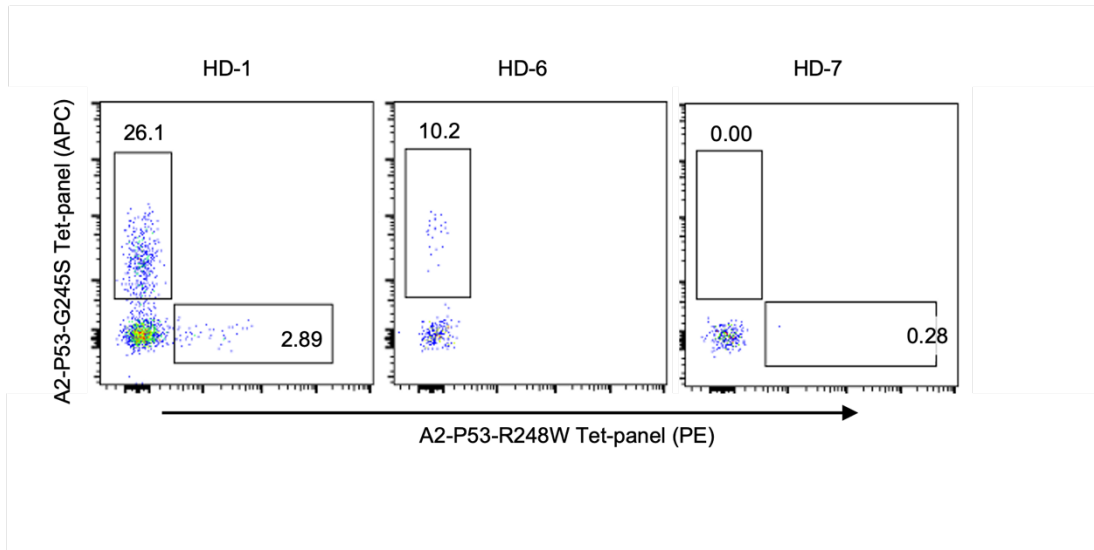 HD-1
HD-6
HD-7
A2-P53-G245S Tet-panel (APC)
26.1
10.2
0.00
2.89
0.28
A2-P53-R248W Tet-panel (PE)